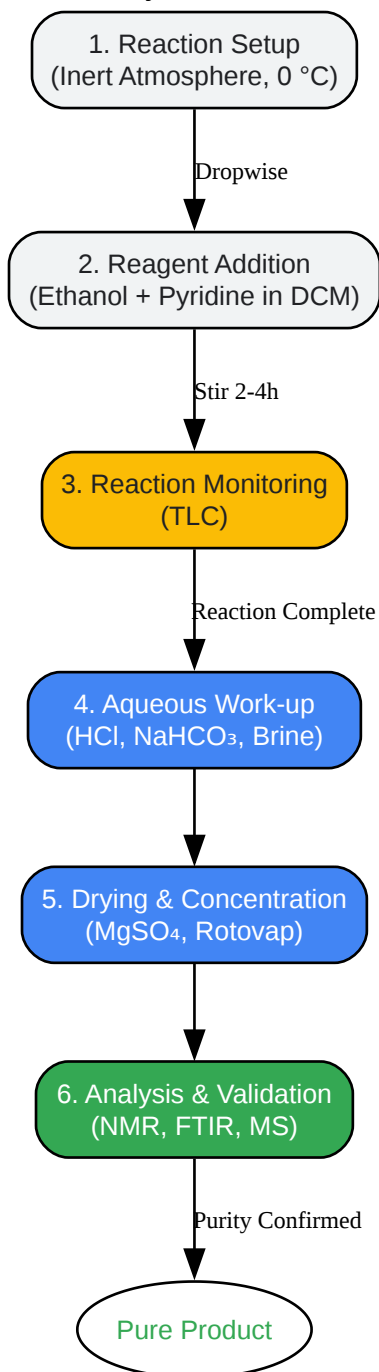 1. Reaction Setup
(Inert Atmosphere, 0 °C)
Dropwise
2. Reagent Addition
(Ethanol + Pyridine in DCM)
Stir 2-4h
3. Reaction Monitoring
(TLC)
Reaction Complete
4. Aqueous Work-up
(HCl, NaHCO₃, Brine)
5. Drying & Concentration
(MgSO₄, Rotovap)
6. Analysis & Validation
(NMR, FTIR, MS)
Purity Confirmed
Pure Product